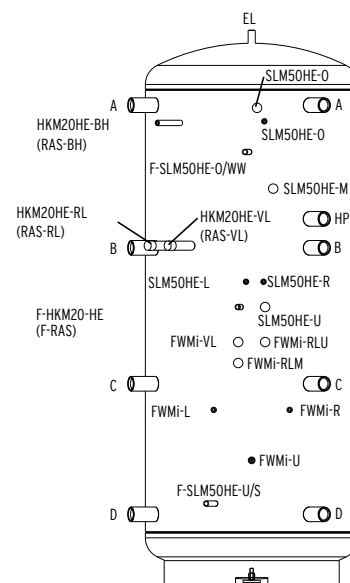 EL
SLM50HE-O
A
A
HKM20HE-BH
(RAS-BH)
SLM50HE-O
F-SLM50HE-O/WW
SLM50HE-M
HKM20HE-RL
(RAS-RL)
HKM20HE-VL
(RAS-VL)
HP
B
B
SLM50HE-L
SLM50HE-R
F-HKM20-HE
(F-RAS)
SLM50HE-U
FWMi-VL
FWMi-RLU
FWMi-RLM
C
C
FWMi-L
FWMi-R
FWMi-U
F-SLM50HE-U/S
D
D